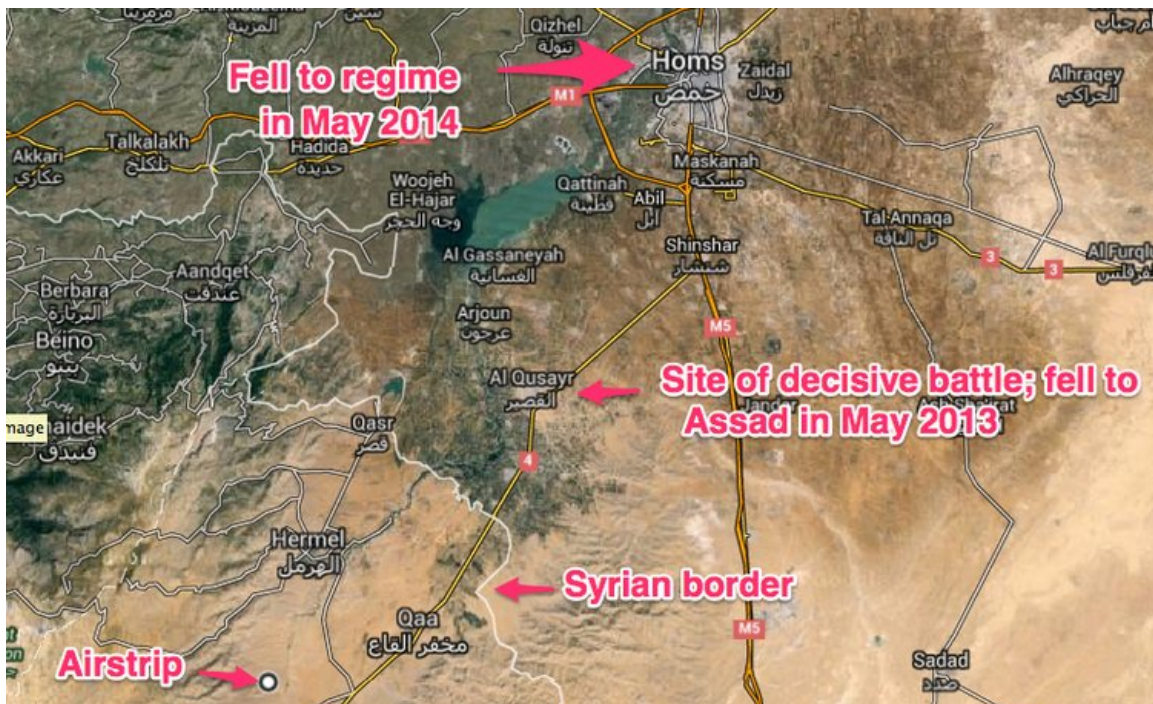 Qizhel
تنولة
Homs
حمص
Zaidal
زيدل
Alhraqey
الحراكي
Fell to regime
in May 2014
M1
Talkalakh
تلكلخ
Hadida
حديدة
Akkari
عكاري
Maskanah
مسكنة
Woojeh
El-Hajar
وجه الحجر
Qattinah
قطينة
Abil
آبل
Tal Annaqa
تل الناقة
Shinshar
شنشار
3
3
Al Gassaneyah
الغسانية
Aandqet
عندقت
Berbara
البربارة
Arjoun
عرجون
M5
Beino
بينو
Al Qusayr
القصير
Site of decisive battle; fell to
Assad in May 2013
Jandar
mage
Qasr
قصر
4
Hermel
الهرمل
Syrian border
Qaa
مخفر القاع
M5
Airstrip
Sadad
صدد